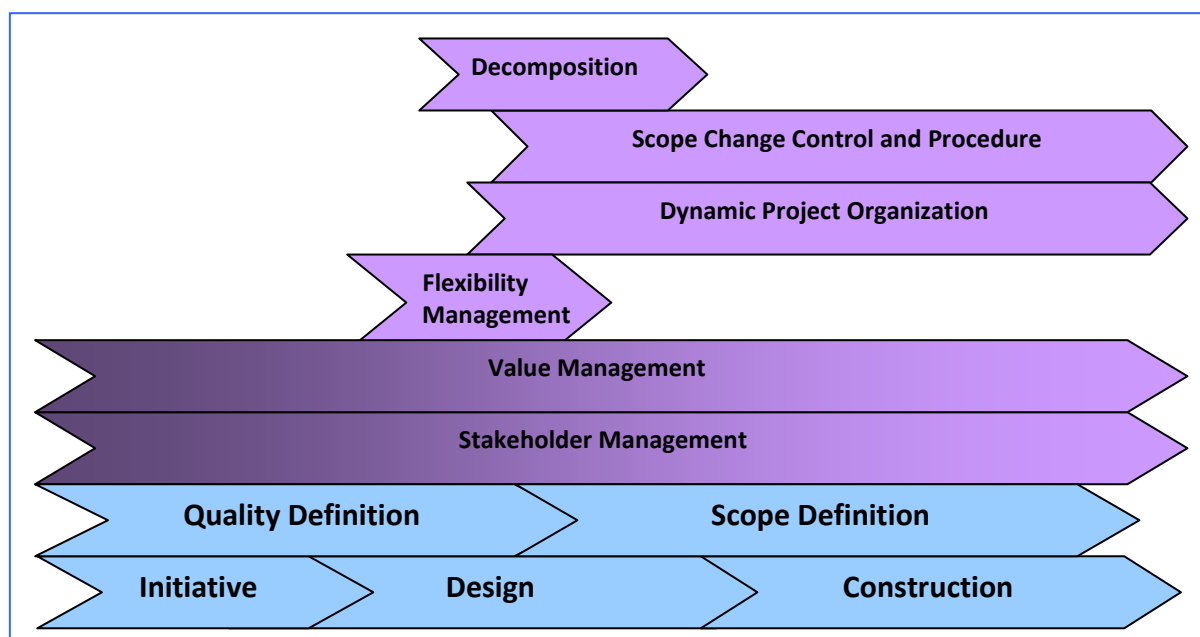 Decomposition
Scope Change Control and Procedure
Dynamic Project Organization
Flexibility
Management
Value Management
Stakeholder Management
Quality Definition
Scope Definition
Initiative
Design
Construction